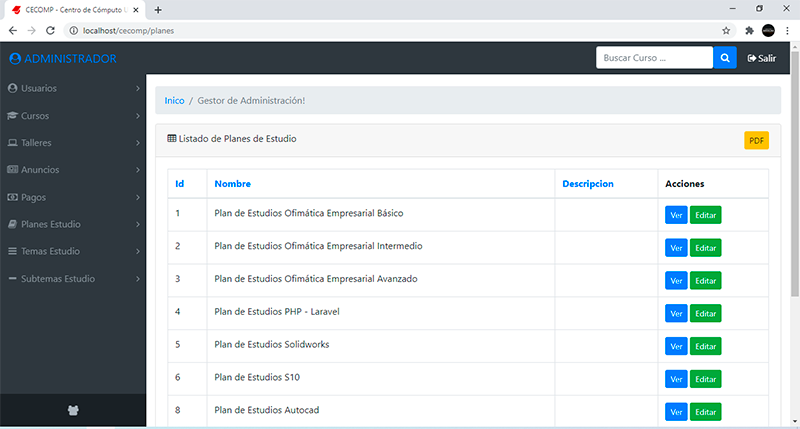 CECOMP - Centro de Cómputo
localhost/cecomp/planes
ADMINISTRADOR
Buscar Curso ...
Salir
Usuarios
Cursos
Talleres
Anuncios
Pagos
Planes Estudio
Temas Estudio
Subtemas Estudio
Inico / Gestor de Administración!
Listado de Planes de Estudio
PDF
Id Nombre Descripcion Acciones
1 Plan de Estudios Ofimática Empresarial Básico Ver Editar
2 Plan de Estudios Ofimática Empresarial Intermedio Ver Editar
3 Plan de Estudios Ofimática Empresarial Avanzado Ver Editar
4 Plan de Estudios PHP - Laravel Ver Editar
5 Plan de Estudios Solidworks Ver Editar
6 Plan de Estudios S10 Ver Editar
8 Plan de Estudios Autocad Ver Editar